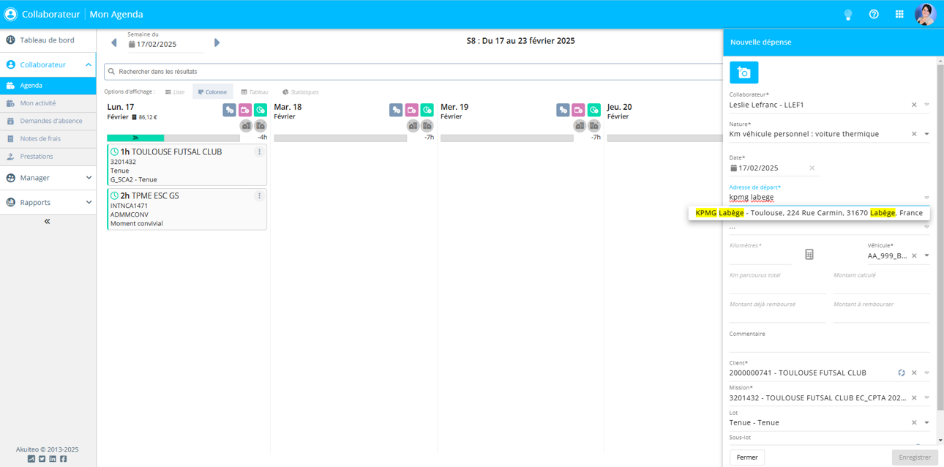 Collaborateur Mon Agenda
Tableau de bord
Collaborateur
Agenda
Mon activité
Demandes d'absence
Notes de frais
Prestations
Manager
Rapports
Akuiteo © 2013-2025
Semaine du
17/02/2025
S8 : Du 17 au 23 février 2025
Rechercher dans les résultats
Options d'affichage : Liste Colonnes Tableau Statistiques
Lun. 17
Février 86,12 €
3h -4h
1h TOULOUSE FUTSAL CLUB
3201432
Tenue
G_SCA2 - Tenue
2h TPME ESC GS
INTNCA1471
ADMMCONV
Moment convivial
Mar. 18
Février
-7h
Mer. 19
Février
-7h
Jeu. 20
Février
Nouvelle dépense
Collaborateur*
Leslie Lefranc - LLEF1
Nature*
Km véhicule personnel : voiture thermique
Date*
17/02/2025
Adresse de départ*
kpmg labege
KPMG Labège - Toulouse, 224 Rue Carmin, 31670 Labège, France
...
Kilomètres*
Véhicule*
AA_999_B...
Km parcourus total
Montant calculé
Montant déjà remboursé
Montant à rembourser
Commentaire
Client*
2000000741 - TOULOUSE FUTSAL CLUB
Mission*
3201432 - TOULOUSE FUTSAL CLUB EC_CPTA 202...
Lot
Tenue - Tenue
Sous-lot
Fermer
Enregistrer